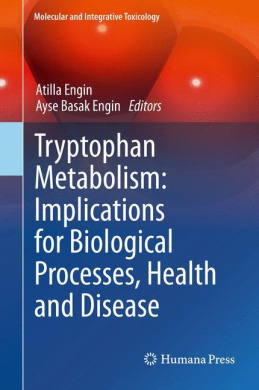 Molecular and Integrative Toxicology
Atilla Engin
Ayse Basak Engin Editors
Tryptophan
Metabolism:
Implications
for Biological
Processes, Health
and Disease
Humana Press